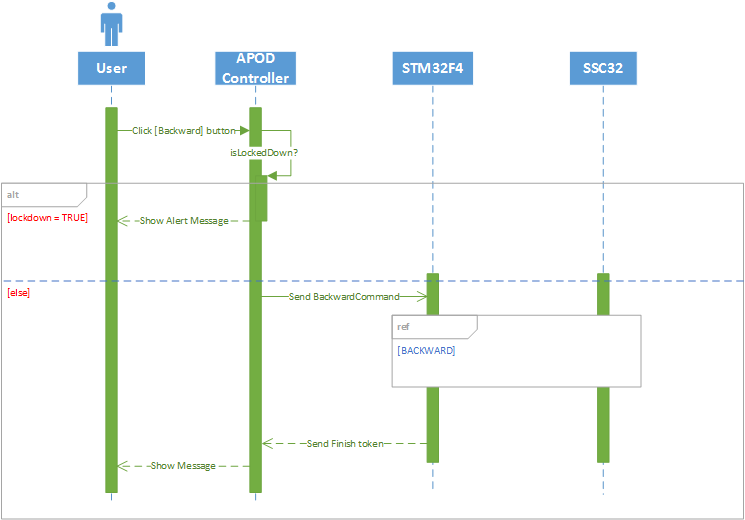 User
APOD
Controller
STM32F4
SSC32
Click [Backward] button
isLockedDown?
alt
[lockdown = TRUE]
Show Alert Message
[else]
Send BackwardCommand
ref
[BACKWARD]
Send Finish token
Show Message